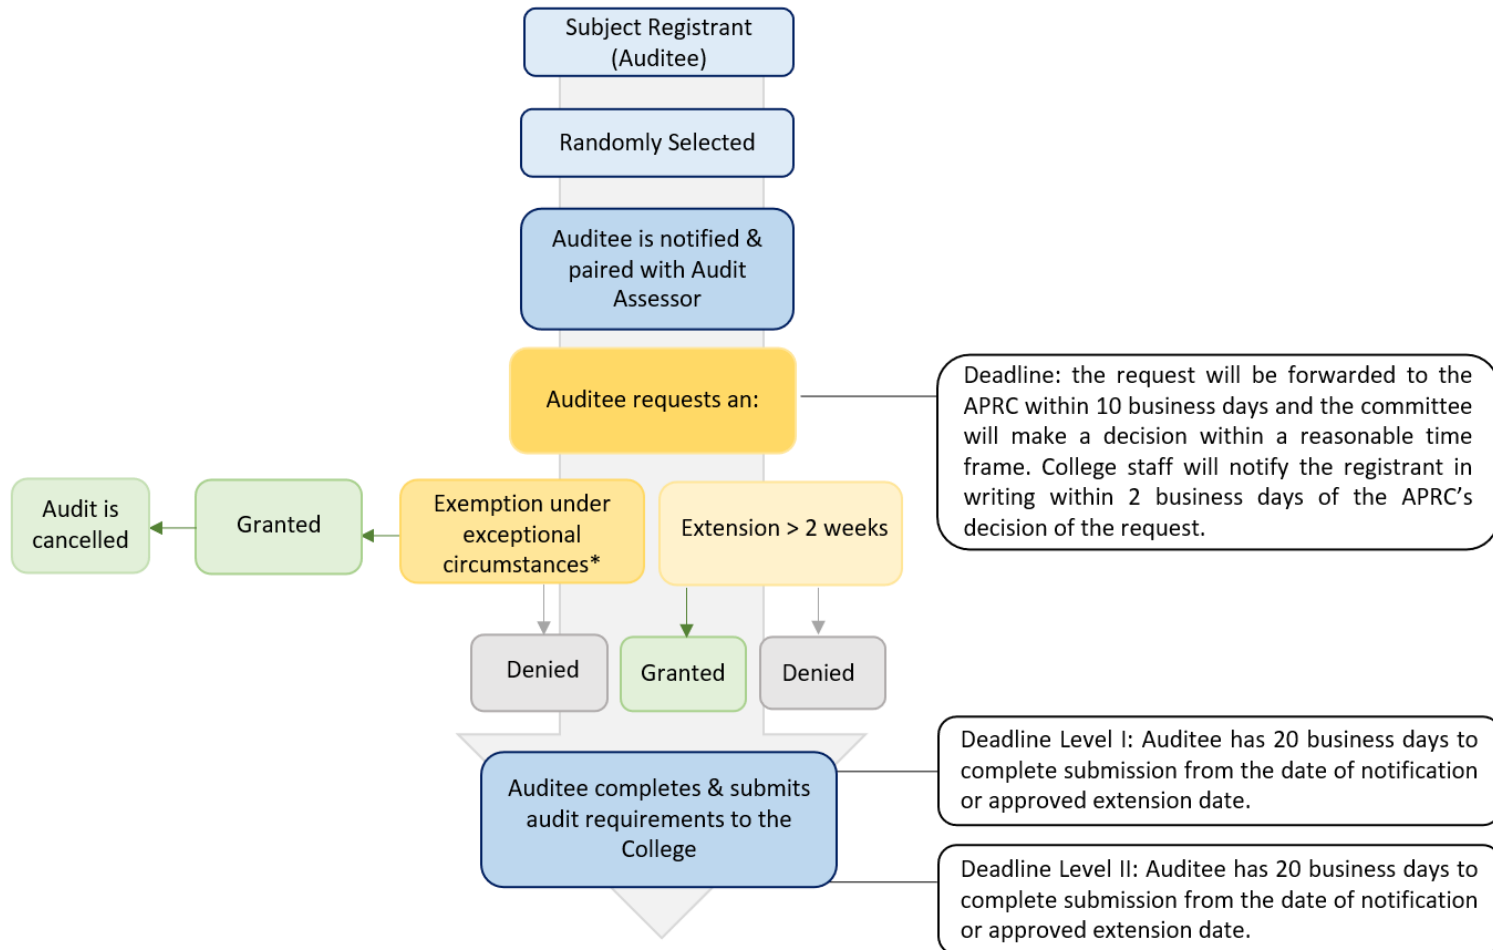 Subject Registrant
(Auditee)
Randomly Selected
Auditee is notified &
paired with Audit
Assessor
Auditee requests an:
Deadline: the request will be forwarded to the
APRC within 10 business days and the committee
will make a decision within a reasonable time
frame. College staff will notify the registrant in
writing within 2 business days of the APRC’s
decision of the request.
Audit is
cancelled
Granted
Exemption under
exceptional
circumstances*
Extension > 2 weeks
Denied
Granted
Denied
Auditee completes & submits
audit requirements to the
College
Deadline Level I: Auditee has 20 business days to
complete submission from the date of notification
or approved extension date.
Deadline Level II: Auditee has 20 business days to
complete submission from the date of notification
or approved extension date.